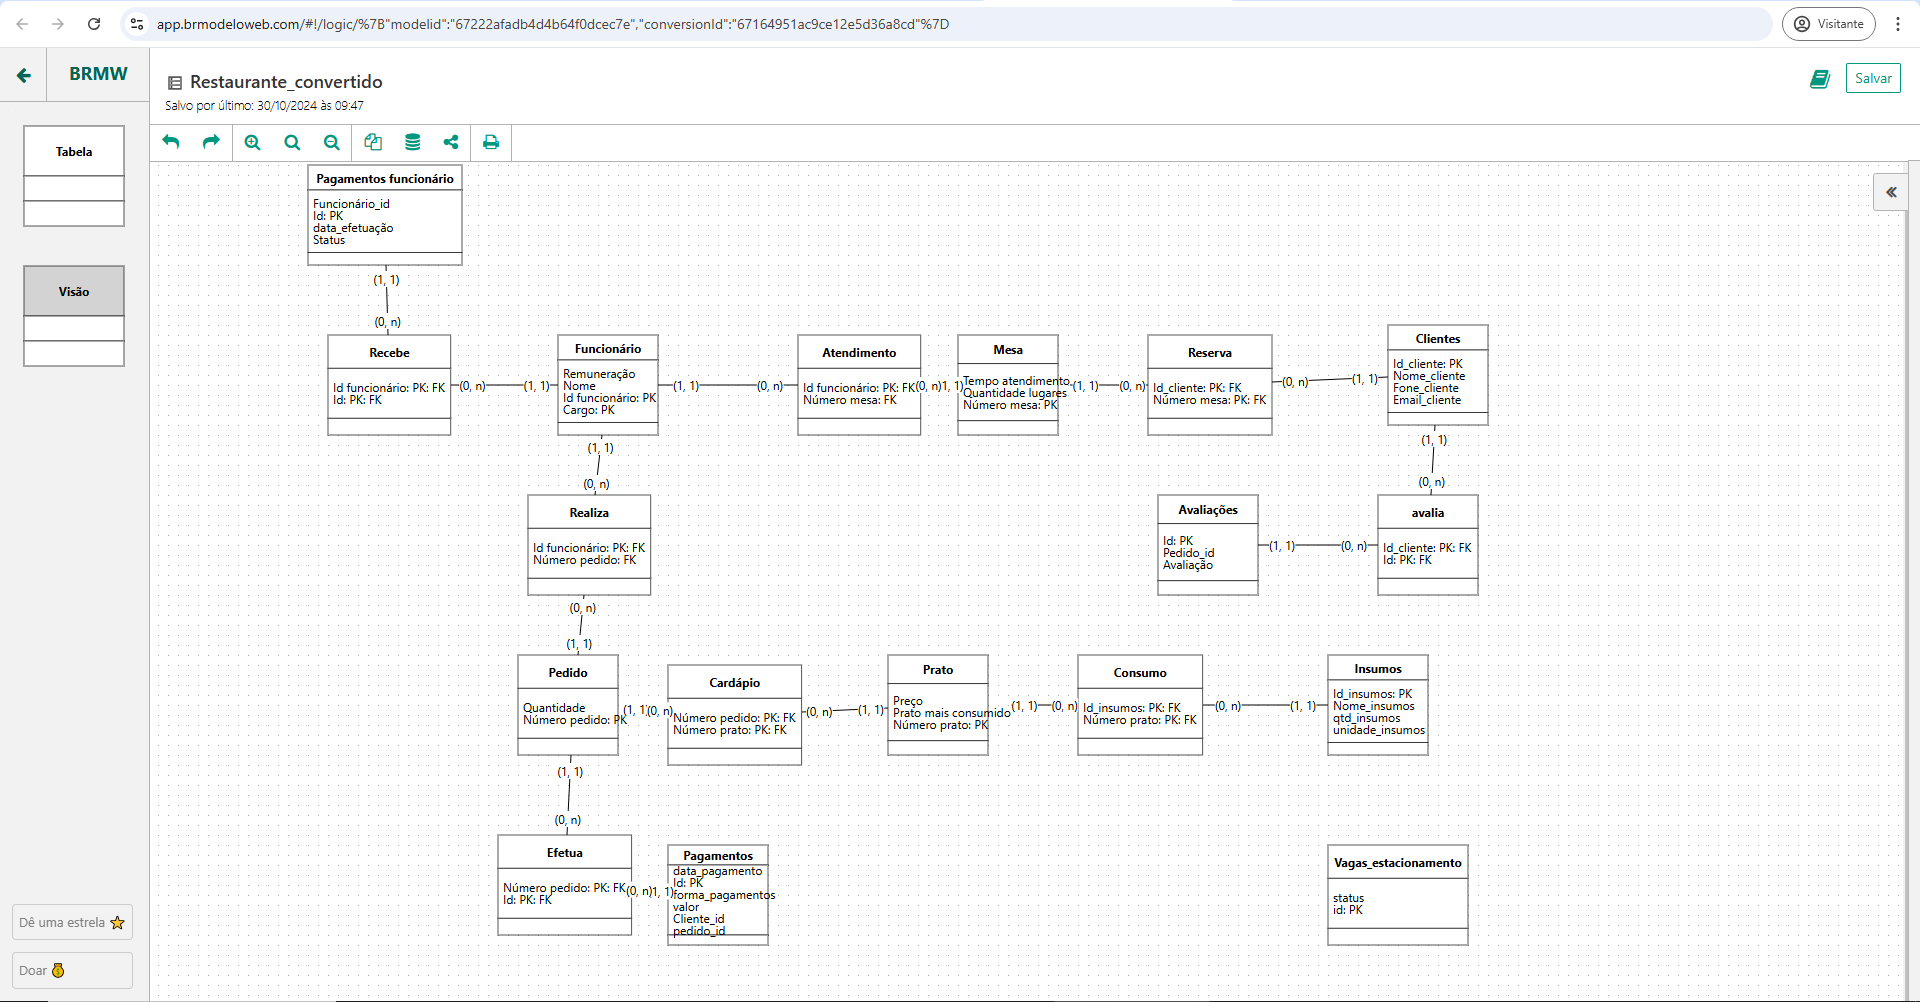 app.brmodeloweb.com/#!/logic/%7B"modelid":"67222afadb4d4b64f0dcec7e","conversionId":"67164951ac9ce12e5d36a8cd"%7D
Visitante
BRMW
Restaurante_convertido
Salvo por último: 30/10/2024 às 09:47
Salvar
Tabela
Visão
Dê uma estrela
Doar
Pagamentos funcionário
Funcionário_id
Id: PK
data_efetuação
Status
(1, 1)
(0, n)
Recebe
Id funcionário: PK: FK
Id: PK: FK
(0, n)
(1, 1)
Funcionário
Remuneração
Nome
Id funcionário: PK
Cargo: PK
(1, 1)
(0, n)
Atendimento
Id funcionário: PK: FK
Número mesa: FK
(0, n)
1, 1)
Mesa
Tempo atendimento
Quantidade lugares
Número mesa: PK
(1, 1)
(0, n)
Reserva
Id_cliente: PK: FK
Número mesa: PK: FK
(0, n)
(1, 1)
Clientes
Id_cliente: PK
Nome_cliente
Fone_cliente
Email_cliente
(1, 1)
(0, n)
(1, 1)
(0, n)
Realiza
Id funcionário: PK: FK
Número pedido: FK
Avaliações
Id: PK
Pedido_id
Avaliação
(1, 1)
(0, n)
avalia
Id_cliente: PK: FK
Id: PK: FK
(0, n)
(1, 1)
Pedido
Quantidade
Número pedido: PK
(1, 1)
(0, n)
Cardápio
Número pedido: PK: FK
Número prato: PK: FK
(0, n)
(1, 1)
Prato
Preço
Prato mais consumido
Número prato: PK
(1, 1)
(0, n)
Consumo
Id_insumos: PK: FK
Número prato: PK: FK
(0, n)
(1, 1)
Insumos
Id_insumos: PK
Nome_insumos
qtd_insumos
unidade_insumos
(1, 1)
(0, n)
Efetua
Número pedido: PK: FK
Id: PK: FK
(0, n)
1, 1)
Pagamentos
data_pagamento
Id: PK
forma_pagamentos
valor
Cliente_id
pedido_id
Vagas_estacionamento
status
id: PK